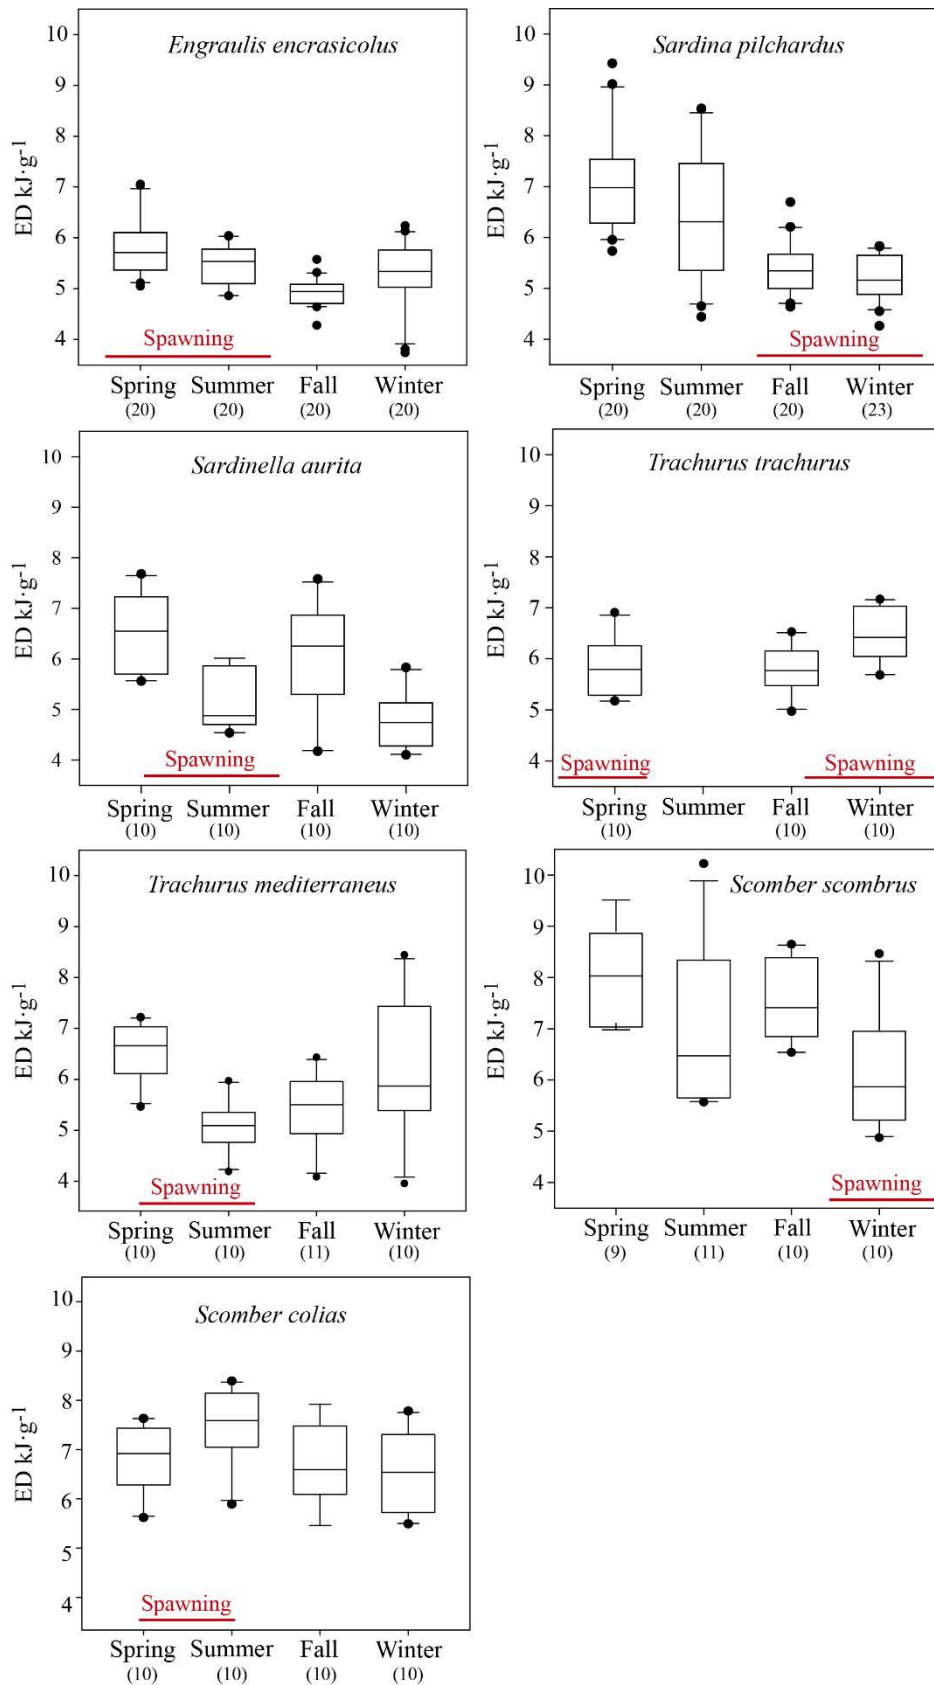 Engraulis encrasicolus
10
9
8
7
6
5
4
ED kJ·g-1
Spawning
Spring Summer Fall Winter
(20) (20) (20) (20)
Sardina pilchardus
10
9
8
7
6
5
4
ED kJ·g-1
Spawning
Spring Summer Fall Winter
(20) (20) (20) (23)
Sardinella aurita
10
9
8
7
6
5
4
ED kJ·g-1
Spawning
Spring Summer Fall Winter
(10) (10) (10) (10)
Trachurus trachurus
10
9
8
7
6
5
4
ED kJ·g-1
Spawning Spawning
Spring Summer Fall Winter
(10) (10) (10)
Trachurus mediterraneus
10
9
8
7
6
5
4
ED kJ·g-1
Spawning
Spring Summer Fall Winter
(10) (10) (11) (10)
Scomber scombrus
10
9
8
7
6
5
4
ED kJ·g-1
Spawning
Spring Summer Fall Winter
(9) (11) (10) (10)
Scomber colias
10
9
8
7
6
5
4
ED kJ·g-1
Spawning
Spring Summer Fall Winter
(10) (10) (10) (10)